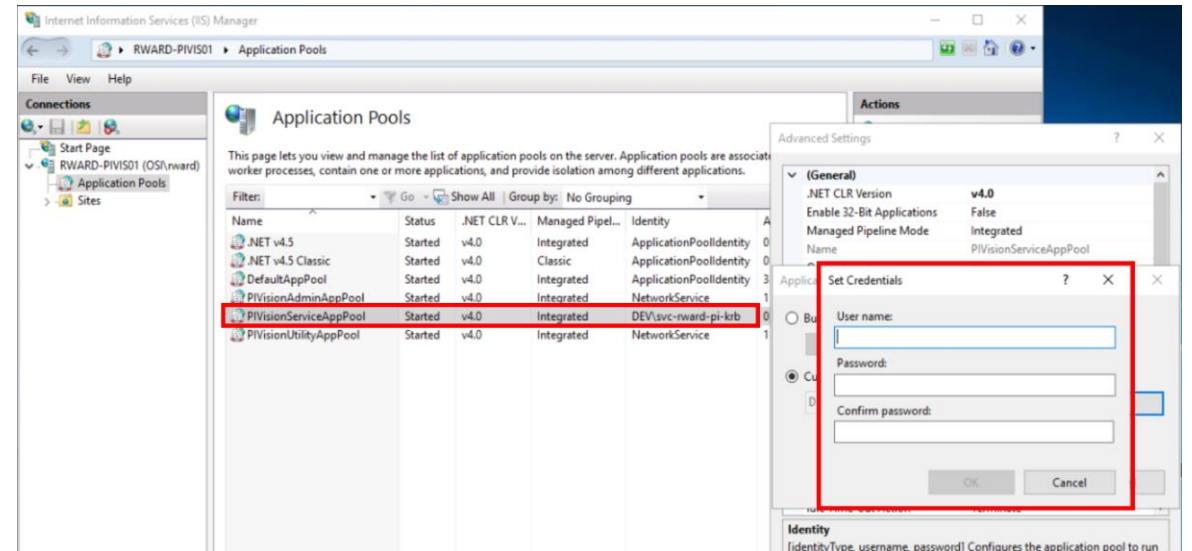 Internet Information Services (IIS) Manager
RWARD-PIVIS01 Application Pools
File View Help
Connections
Start Page
RWARD-PIVIS01 (OSI\rward)
Application Pools
Sites
Application Pools
This page lets you view and manage the list of application pools on the server. Application pools are
worker processes, contain one or more applications, and provide isolation among different applications.
Filter: Go Show All Group by: No Grouping
Name Status .NET CLR V... Managed Pipel... Identity A
.NET v4.5 Started v4.0 Integrated ApplicationPoolIdentity 0
.NET v4.5 Classic Started v4.0 Classic ApplicationPoolIdentity 0
DefaultAppPool Started v4.0 Integrated ApplicationPoolIdentity 3
PIVisionAdminAppPool Started v4.0 Integrated NetworkService 1
PIVisionServiceAppPool Started v4.0 Integrated DEV\svc-rward-pi-krb 0
PIVisionUtilityAppPool Started v4.0 Integrated NetworkService 1
Actions
Advanced Settings ?
(General)
.NET CLR Version v4.0
Enable 32-Bit Applications False
Managed Pipeline Mode Integrated
Name PIVisionServiceAppPool
Set Credentials ?
User name:
Password:
Confirm password:
OK Cancel
Identity
[identityType, username, password] Configures the application pool to run